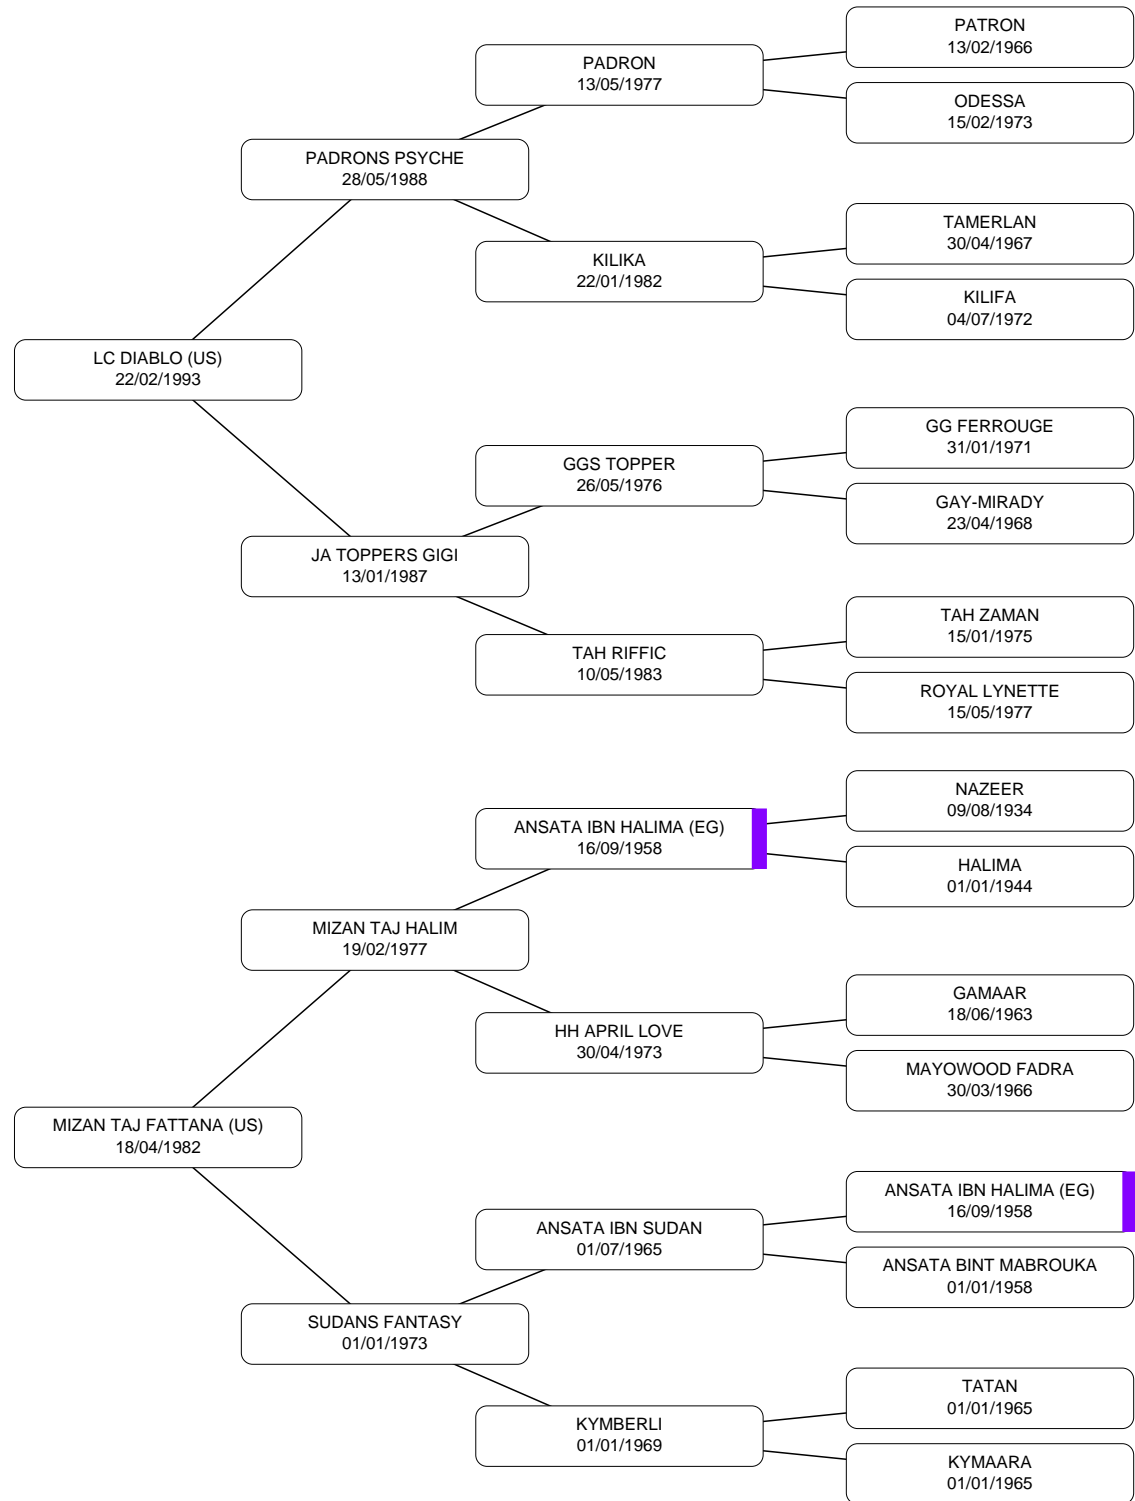 PATRON
13/02/1966
PADRON
13/05/1977
ODESSA
15/02/1973
PADRONS PSYCHE
28/05/1988
TAMERLAN
30/04/1967
KILIKA
22/01/1982
KILIFA
04/07/1972
LC DIABLO (US)
22/02/1993
GG FERROUGE
31/01/1971
GGS TOPPER
26/05/1976
GAY-MIRADY
23/04/1968
JA TOPPERS GIGI
13/01/1987
TAH ZAMAN
15/01/1975
TAH RIFFIC
10/05/1983
ROYAL LYNETTE
15/05/1977
NAZEER
09/08/1934
ANSATA IBN HALIMA (EG)
16/09/1958
HALIMA
01/01/1944
MIZAN TAJ HALIM
19/02/1977
GAMAAR
18/06/1963
HH APRIL LOVE
30/04/1973
MAYOWOOD FADRA
30/03/1966
MIZAN TAJ FATTANA (US)
18/04/1982
ANSATA IBN HALIMA (EG)
16/09/1958
ANSATA IBN SUDAN
01/07/1965
ANSATA BINT MABROUKA
01/01/1958
SUDANS FANTASY
01/01/1973
TATAN
01/01/1965
KYMBERLI
01/01/1969
KYMAARA
01/01/1965